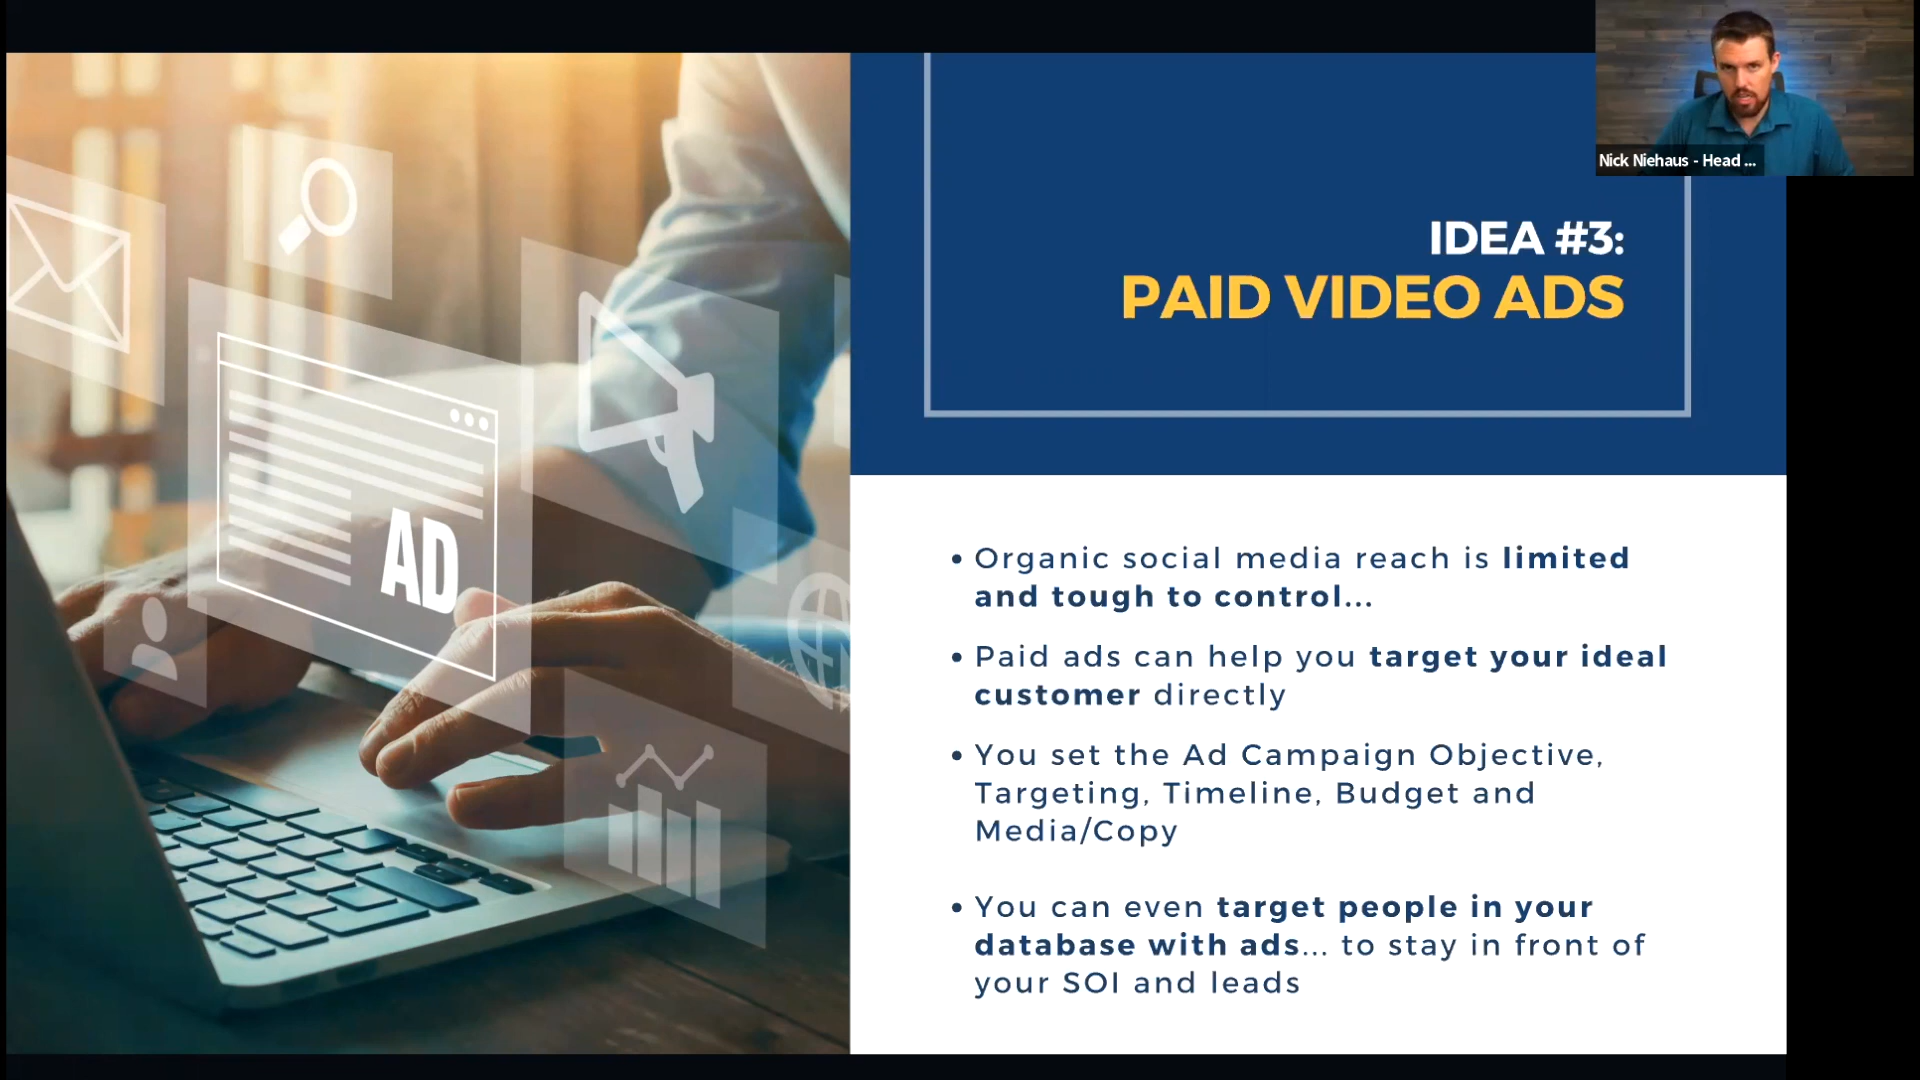 Nick Niehaus - Head ...
IDEA #3:
PAID VIDEO ADS
AD
• Organic social media reach is limited
and tough to control...
• Paid ads can help you target your ideal
customer directly
• You set the Ad Campaign Objective,
Targeting, Timeline, Budget and
Media/Copy
• You can even target people in your
database with ads... to stay in front of
your SOI and leads